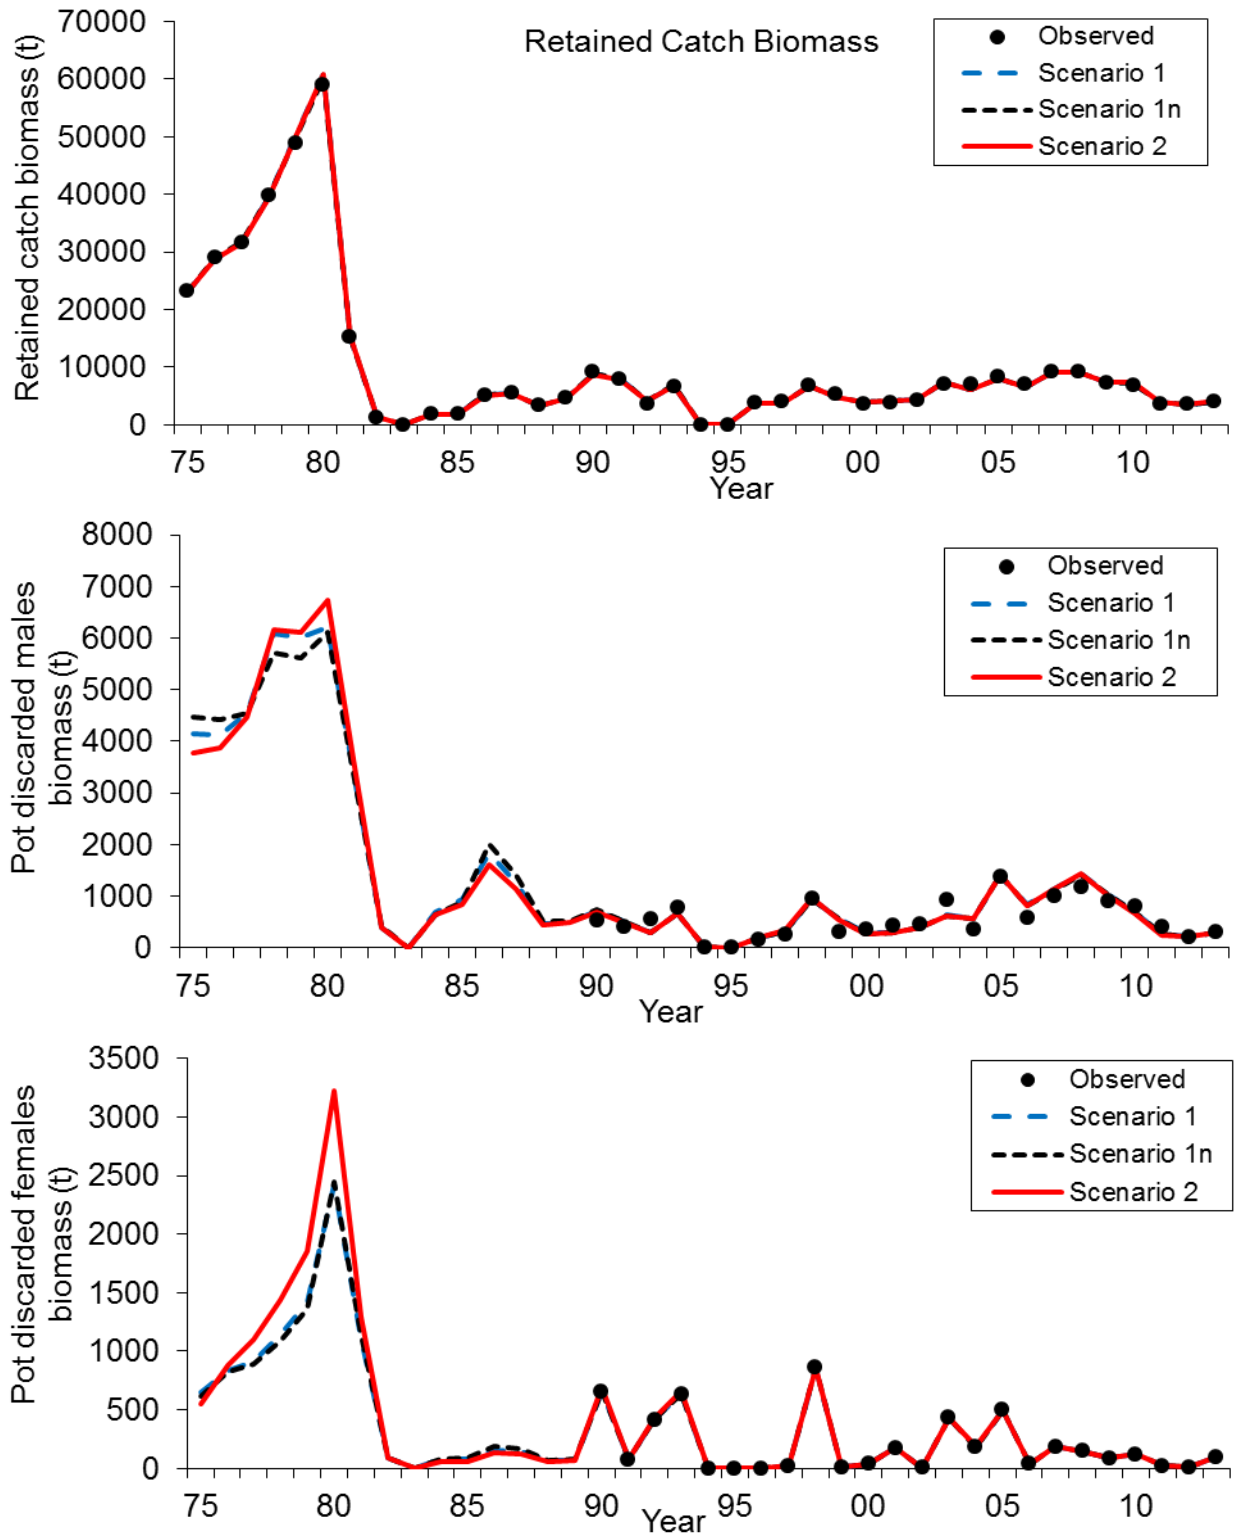 Retained Catch Biomass
Retained catch biomass (t)
70000
60000
50000
40000
30000
20000
10000
0
75 80 85 90 95 00 05 10
Year
Observed
Scenario 1
Scenario 1n
Scenario 2
Pot discarded males
biomass (t)
8000
7000
6000
5000
4000
3000
2000
1000
0
75 80 85 90 95 00 05 10
Year
Observed
Scenario 1
Scenario 1n
Scenario 2
Pot discarded females
biomass (t)
3500
3000
2500
2000
1500
1000
500
0
75 80 85 90 95 00 05 10
Year
Observed
Scenario 1
Scenario 1n
Scenario 2